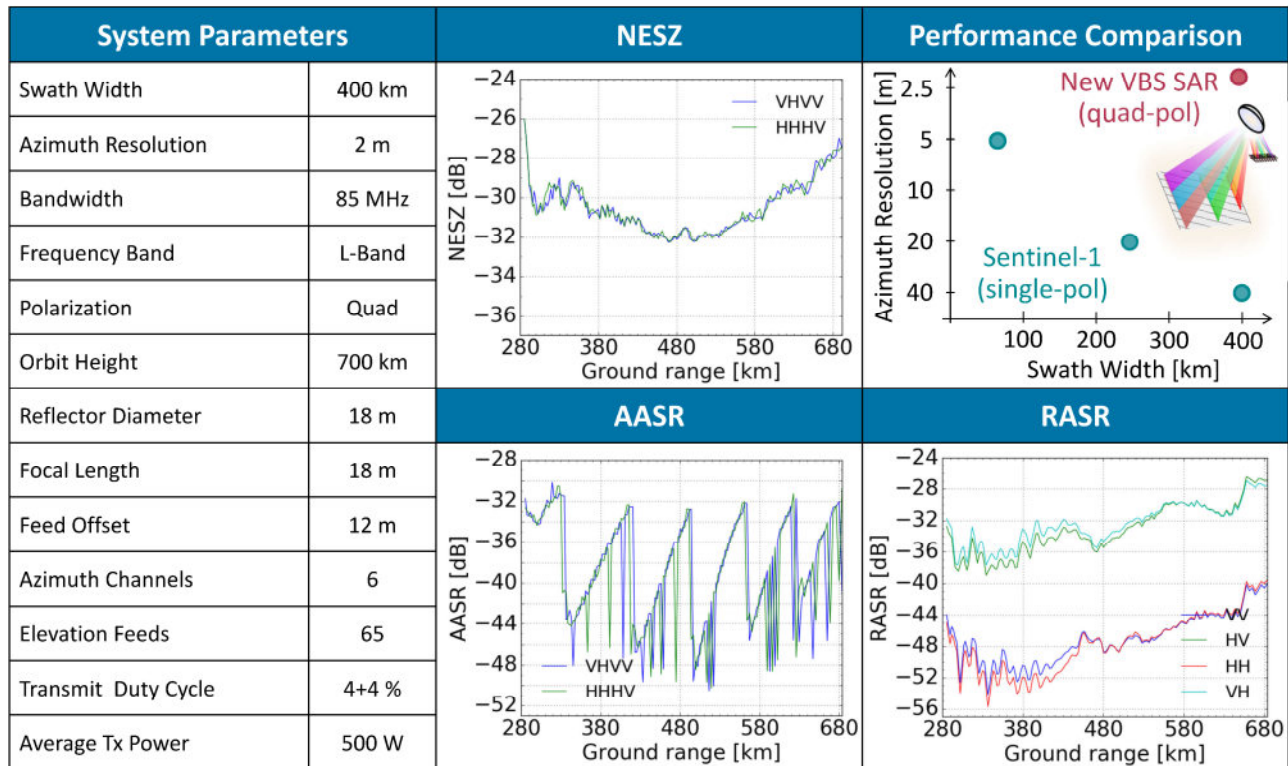 System Parameters
Swath Width 400 km
Azimuth Resolution 2 m
Bandwidth 85 MHz
Frequency Band L-Band
Polarization Quad
Orbit Height 700 km
Reflector Diameter 18 m
Focal Length 18 m
Feed Offset 12 m
Azimuth Channels 6
Elevation Feeds 65
Transmit Duty Cycle 4+4 %
Average Tx Power 500 W
NESZ
NESZ [dB]
−24
−26
−28
−30
−32
−34
−36
VHVV
HHHV
280 380 480 580 680
Ground range [km]
Performance Comparison
Azimuth Resolution [m]
2.5
5
10
20
40
New VBS SAR
(quad-pol)
Sentinel-1
(single-pol)
100 200 300 400
Swath Width [km]
AASR
AASR [dB]
−28
−32
−36
−40
−44
−48
−52
VHVV
HHHV
280 380 480 580 680
Ground range [km]
RASR
RASR [dB]
−24
−28
−32
−36
−40
−44
−48
−52
−56
VV
HV
HH
VH
280 380 480 580 680
Ground range [km]